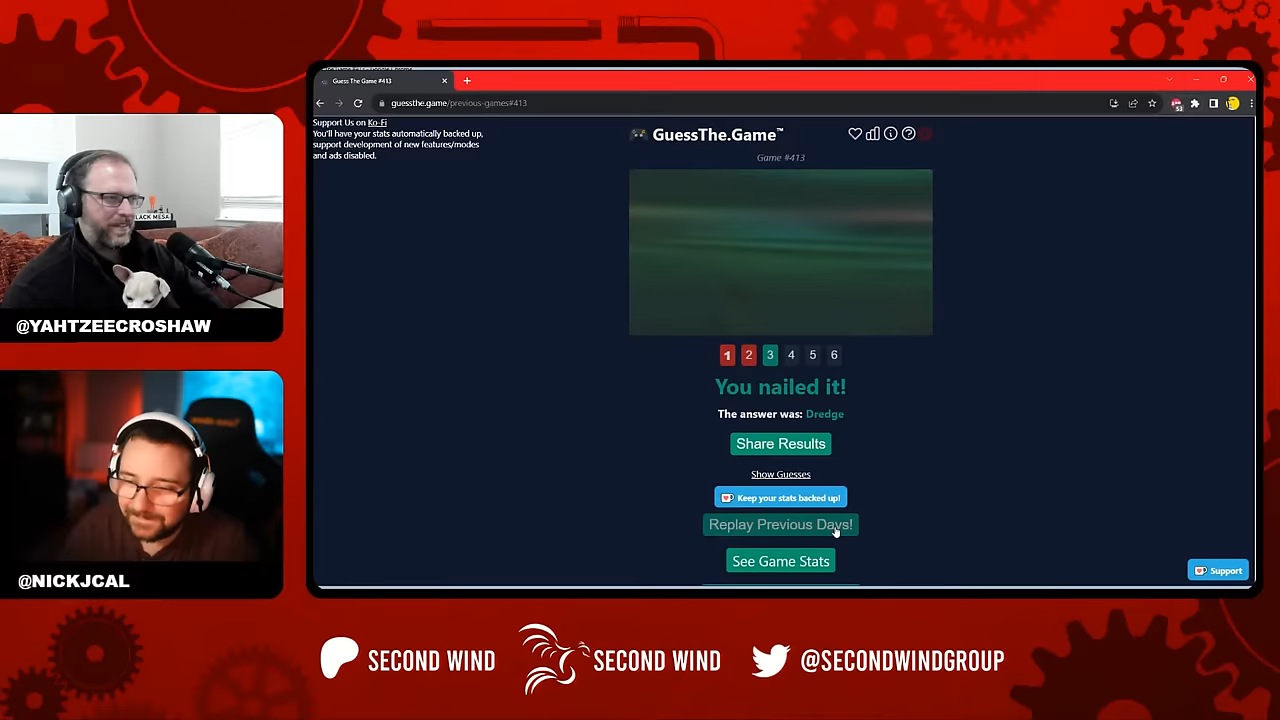 Guess The Game #413
guessthe.game/previous-games#413
Support Us on Ko-Fi
You'll have your stats automatically backed up,
support development of new features/modes
and ads disabled.
GuessThe.Game™
Game #413
1 2 3 4 5 6
You nailed it!
The answer was: Dredge
Share Results
Show Guesses
Keep your stats backed up!
Replay Previous Days!
See Game Stats
Support
53
BLACK MESA
@YAHTZEECROSHAW
@NICKJCAL
SECOND WIND
SECOND WIND
@SECONDWINDGROUP